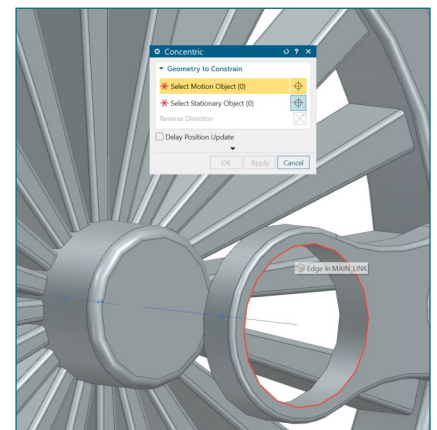 Concentric
Geometry to Constrain
* Select Motion Object (0)
* Select Stationary Object (0)
Reverse Direction
Delay Position Update
OK Apply Cancel
Edge in MAIN_LINK